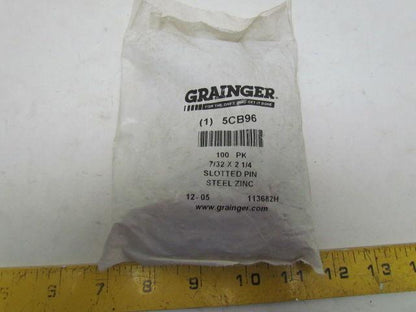 GRAINGER
FOR THE ONES WHO GET IT DONE
(1) 5CB96
100 PK
7/32 X 2 1/4
SLOTTED PIN
STEEL ZINC
12-05 113682H
www.grainger.com
6 7 8 9 10 11 12 13